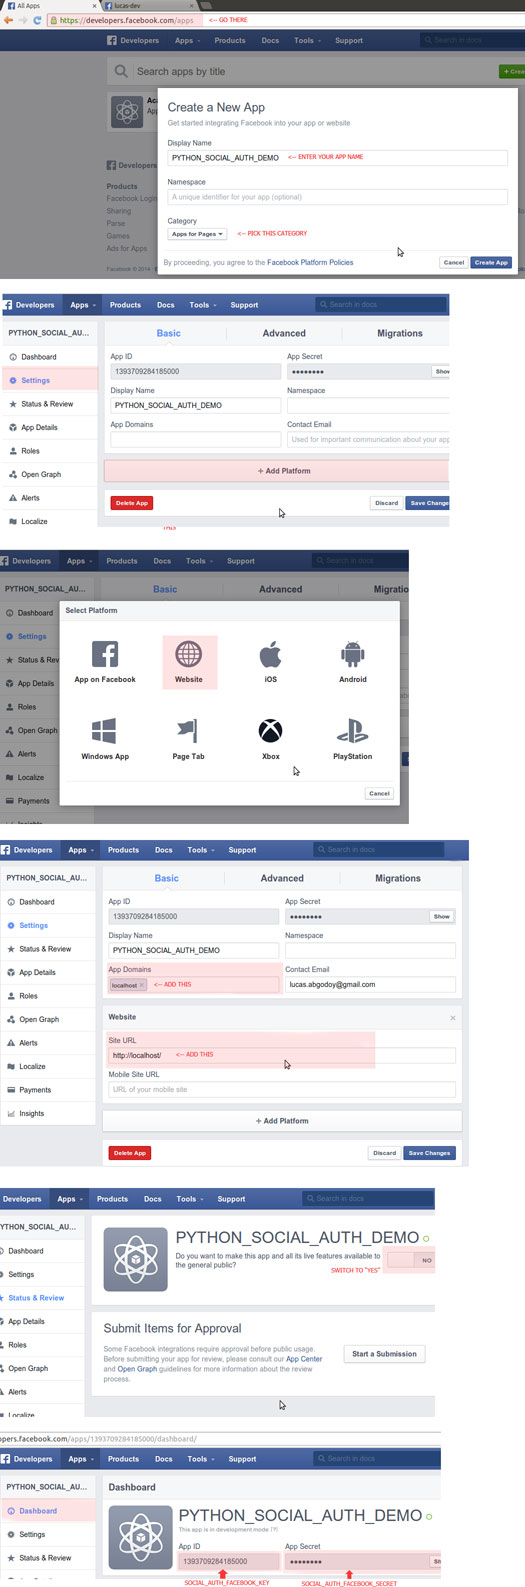 All Apps
lucas-dev
https://developers.facebook.com/apps
<-- GO THERE
Developers Apps Products Docs Tools Support Search in docs
Search apps by title
+ Crea
Create a New App
Get started integrating Facebook into your app or website
Display Name
PYTHON_SOCIAL_AUTH_DEMO <-- ENTER YOUR APP NAME
Namespace
A unique identifier for your app (optional)
Category
Apps for Pages <-- PICK THIS CATEGORY
By proceeding, you agree to the Facebook Platform Policies
Cancel Create App
Developers
Products
Facebook Login
Sharing
Parse
Games
Ads for Apps
Facebook © 2014
Developers Apps Products Docs Tools Support Search in docs
PYTHON_SOCIAL_AU...
Dashboard
Settings
Status & Review
App Details
Roles
Open Graph
Alerts
Localize
Basic Advanced Migrations
App ID App Secret
1393709284185000 •••••••• Show
Display Name Namespace
PYTHON_SOCIAL_AUTH_DEMO
App Domains Contact Email
Used for important communication about your app
+ Add Platform
Delete App Discard Save Change
THIS
Developers Apps Products Docs Tools Support Search in docs
PYTHON_SOCIAL_AU...
Dashboard
Settings
Status & Rev
App Details
Roles
Open Graph
Alerts
Localize
Payments
Insights
Basic Advanced Migratio
Select Platform
App on Facebook Website iOS Android
Windows App Page Tab Xbox PlayStation
Cancel
Developers Apps Products Docs Tools Support Search in docs
PYTHON_SOCIAL_AU...
Dashboard
Settings
Status & Review
App Details
Roles
Open Graph
Alerts
Localize
Payments
Insights
Basic Advanced Migrations
App ID App Secret
1393709284185000 •••••••• Show
Display Name Namespace
PYTHON_SOCIAL_AUTH_DEMO
App Domains Contact Email
localhost × <-- ADD THIS lucas.abgodoy@gmail.com
Website ×
Site URL
http://localhost/ <-- ADD THIS
Mobile Site URL
URL of your mobile site
+ Add Platform
Delete App Discard Save Changes
Developers Apps Products Docs Tools Support Search in docs
YTHON_SOCIAL_AU...
Dashboard
Settings
Status & Review
App Details
Roles
Open Graph
Alerts
Localize
PYTHON_SOCIAL_AUTH_DEMO
Do you want to make this app and all its live features available to
the general public?
NO
SWITCH TO "YES"
Submit Items for Approval
Some Facebook integrations require approval before public usage.
Before submitting your app for review, please consult our App Center
and Open Graph guidelines for more information about the review
process.
Start a Submission
opers.facebook.com/apps/1393709284185000/dashboard/
Developers Apps Products Docs Tools Support Search in docs
PYTHON_SOCIAL_AU...
Dashboard
Settings
Status & Review
App Details
Dashboard
PYTHON_SOCIAL_AUTH_DEMO
This app is in development mode [?]
App ID App Secret
1393709284185000 •••••••• Sh
SOCIAL_AUTH_FACEBOOK_KEY SOCIAL_AUTH_FACEBOOK_SECRET